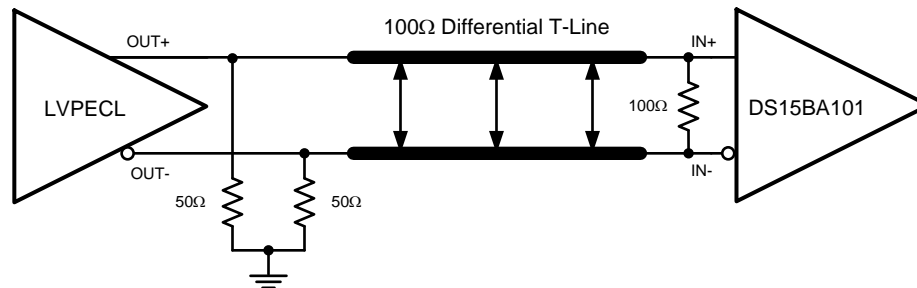 100Ω Differential T-Line
OUT+
IN+
LVPECL
100Ω
DS15BA101
OUT-
IN-
50Ω
50Ω